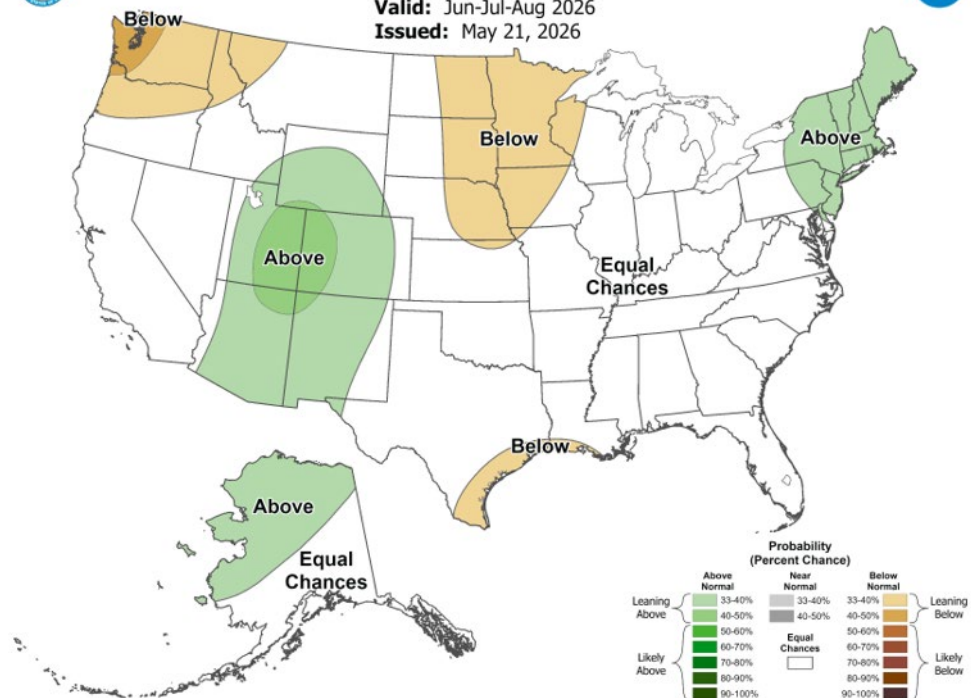 Valid: Jun-Jul-Aug 2026
Issued: May 21, 2026
Below
Below
Above
Above
Equal
Chances
Below
Above
Equal
Chances
Probability
(Percent Chance)
Above
Normal
Near
Normal
Below
Normal
Leaning
Above
33-40%
33-40%
33-40%
Leaning
Below
40-50%
40-50%
40-50%
Likely
Above
50-60%
Equal
Chances
50-60%
Likely
Below
60-70%
60-70%
70-80%
70-80%
80-90%
80-90%
90-100%
90-100%